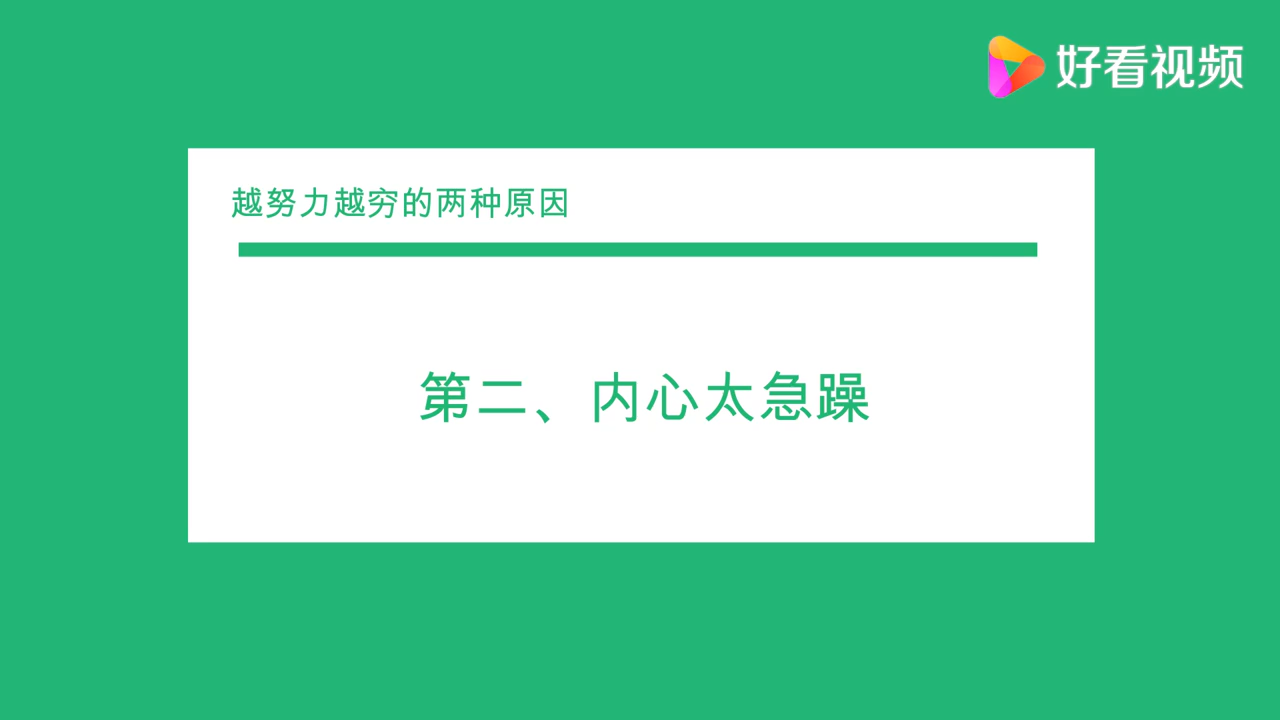 好看视频
越努力越穷的两种原因
第二、内心太急躁